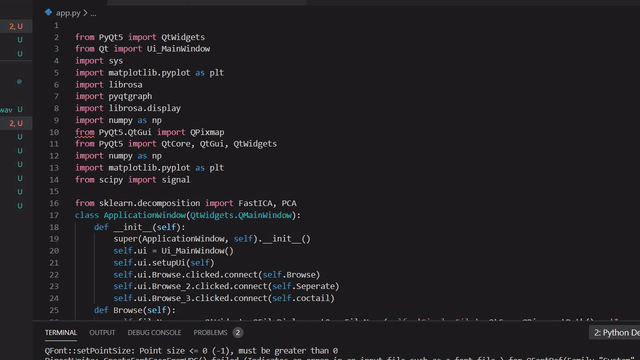 app.py > ...
2, U
U
U
wav U
2, U
U
U
U
U
U
U
1
2 from PyQt5 import QtWidgets
3 from Qt import Ui_MainWindow
4 import sys
5 import matplotlib.pyplot as plt
6 import librosa
7 import pyqtgraph
8 import librosa.display
9 import numpy as np
10 from PyQt5.QtGui import QPixmap
11 from PyQt5 import QtCore, QtGui, QtWidgets
12 import numpy as np
13 import matplotlib.pyplot as plt
14 from scipy import signal
15
16 from sklearn.decomposition import FastICA, PCA
17 class ApplicationWindow(QtWidgets.QMainWindow):
18 def __init__(self):
19 super(ApplicationWindow, self).__init__()
20 self.ui = Ui_MainWindow()
21 self.ui.setupUi(self)
22 self.ui.Browse.clicked.connect(self.Browse)
23 self.ui.Browse_2.clicked.connect(self.Seperate)
24 self.ui.Browse_3.clicked.connect(self.coctail)
25 def Browse(self):
TERMINAL OUTPUT DEBUG CONSOLE PROBLEMS 2 2: Python De
QFont::setPointSize: Point size <= 0 (-1), must be greater than 0